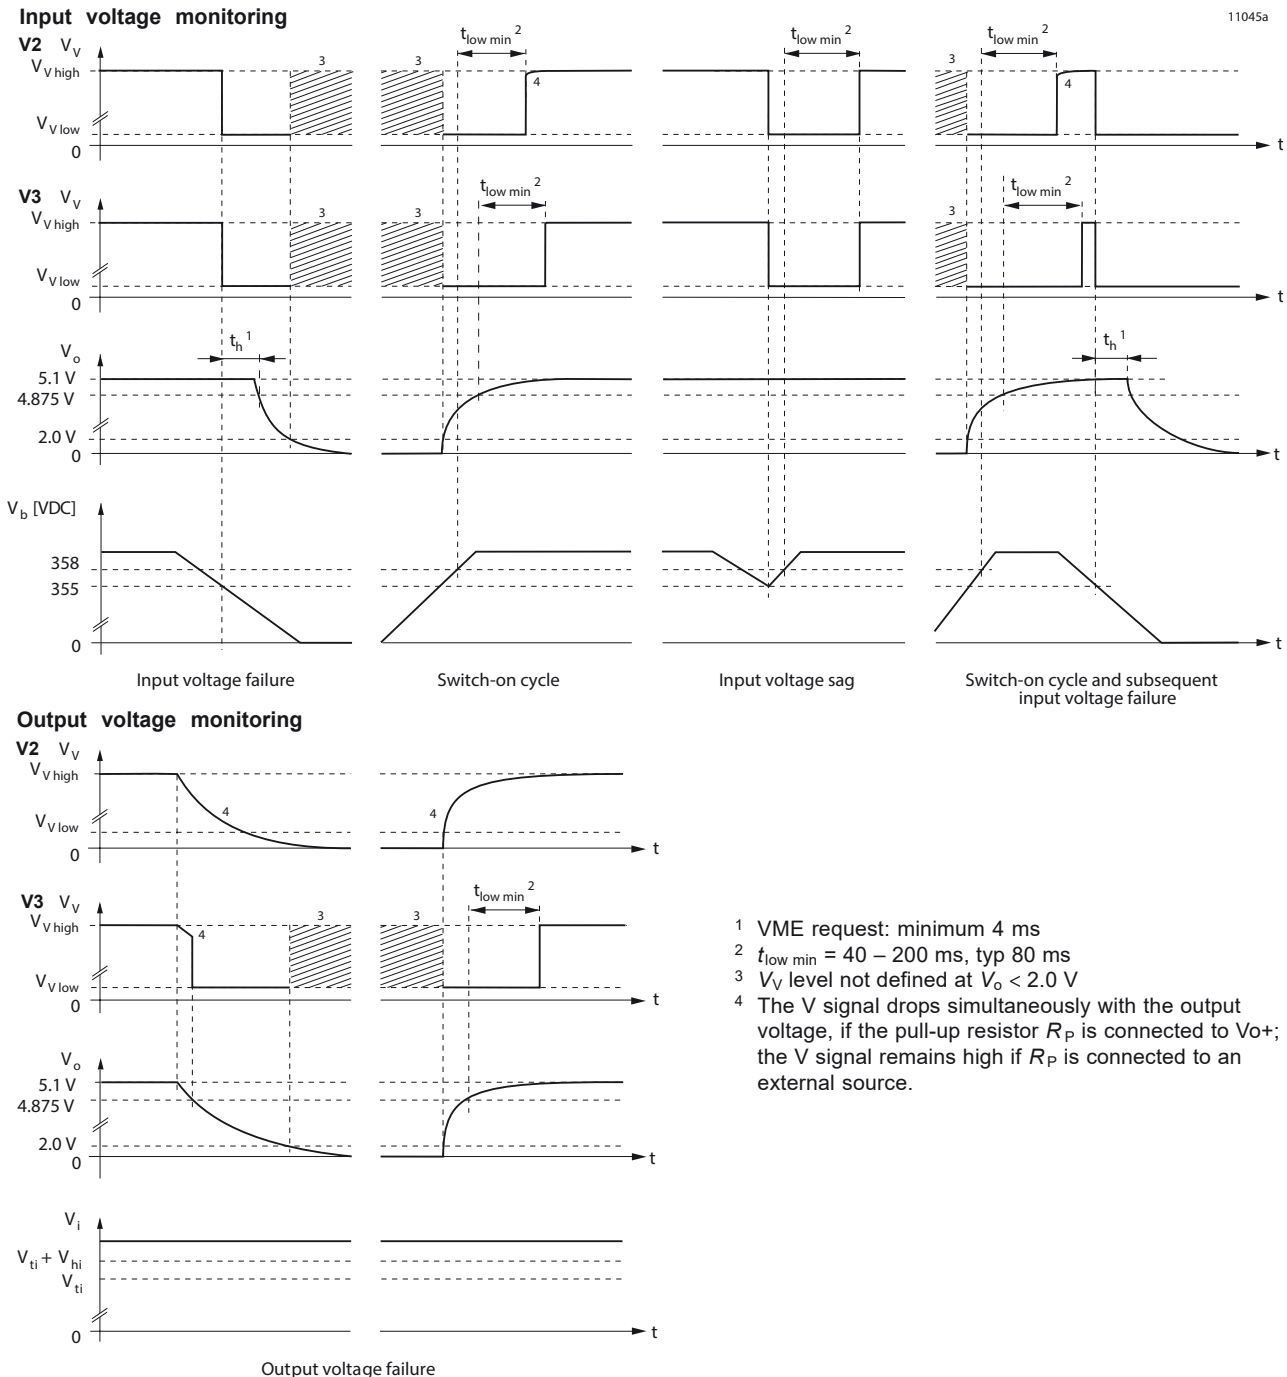 Input voltage monitoring
11045a
V2 V_V
V_V high
V_V low
0
3
3
t_low min 2
4
t_low min 2
3
t_low min 2
4
t
V3 V_V
V_V high
V_V low
0
3
3
t_low min 2
3
t_low min 2
t
V_o
5.1 V
4.875 V
2.0 V
0
t_h 1
t_h 1
t
V_b [VDC]
358
355
0
t
Input voltage failure
Switch-on cycle
Input voltage sag
Switch-on cycle and subsequent
input voltage failure
Output voltage monitoring
V2 V_V
V_V high
V_V low
0
4
4
t
V3 V_V
V_V high
V_V low
0
4
3
3
t_low min 2
t
V_o
5.1 V
4.875 V
2.0 V
0
t
V_i
V_ti + V_hi
V_ti
0
t
Output voltage failure
1 VME request: minimum 4 ms
2 t_low min = 40 – 200 ms, typ 80 ms
3 V_V level not defined at V_o < 2.0 V
4 The V signal drops simultaneously with the output
voltage, if the pull-up resistor R_P is connected to Vo+;
the V signal remains high if R_P is connected to an
external source.